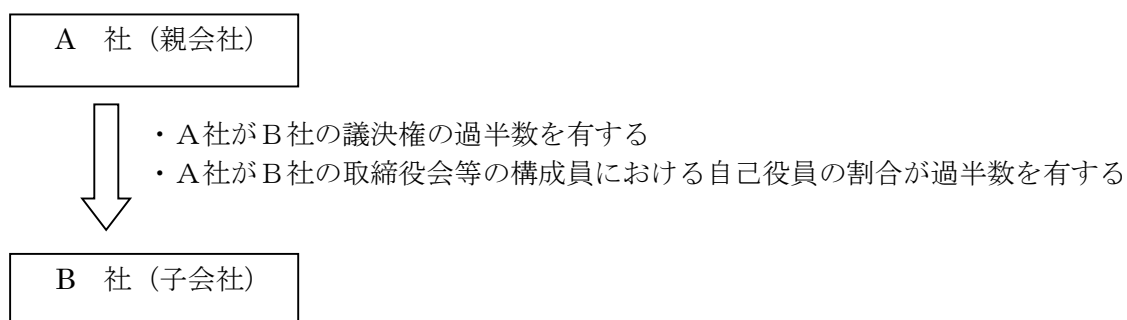 A　社（親会社）
・Ａ社がＢ社の議決権の過半数を有する
・Ａ社がＢ社の取締役会等の構成員における自己役員の割合が過半数を有する
B　社（子会社）